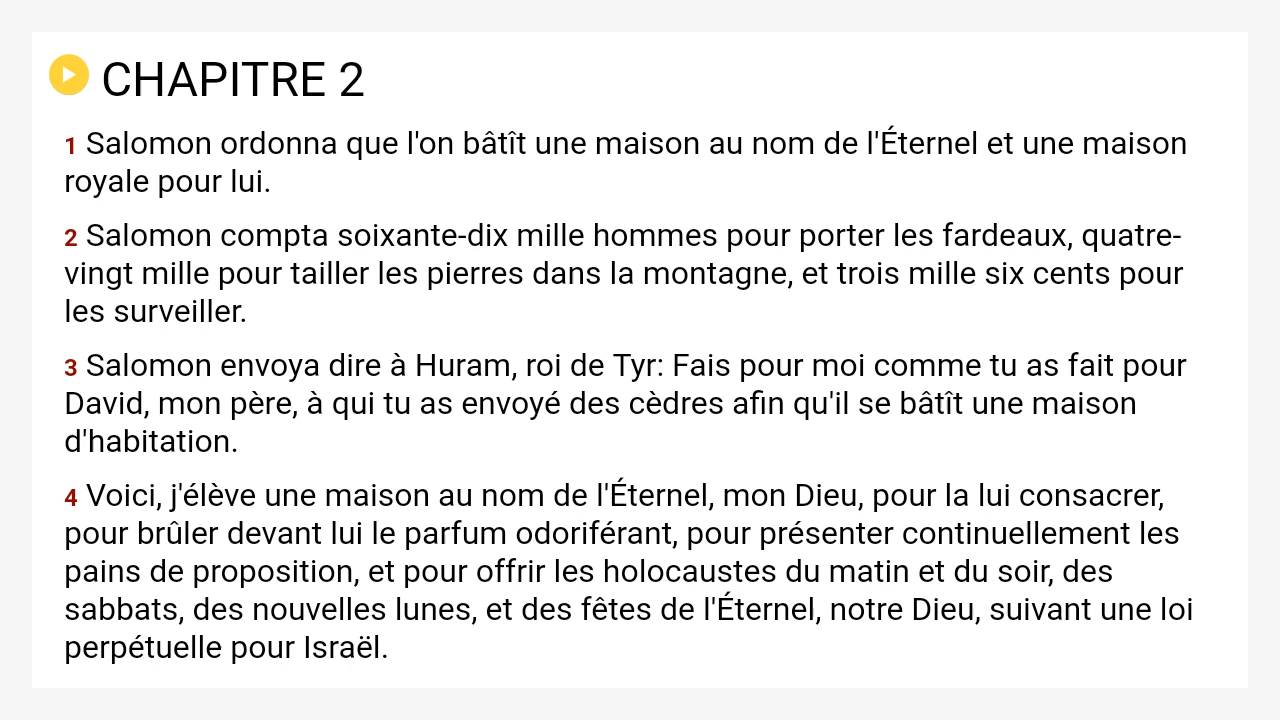 CHAPITRE 2
1 Salomon ordonna que l'on bâtît une maison au nom de l'Éternel et une maison
royale pour lui.
2 Salomon compta soixante-dix mille hommes pour porter les fardeaux, quatre-
vingt mille pour tailler les pierres dans la montagne, et trois mille six cents pour
les surveiller.
3 Salomon envoya dire à Huram, roi de Tyr: Fais pour moi comme tu as fait pour
David, mon père, à qui tu as envoyé des cèdres afin qu'il se bâtît une maison
d'habitation.
4 Voici, j'élève une maison au nom de l'Éternel, mon Dieu, pour la lui consacrer,
pour brûler devant lui le parfum odoriférant, pour présenter continuellement les
pains de proposition, et pour offrir les holocaustes du matin et du soir, des
sabbats, des nouvelles lunes, et des fêtes de l'Éternel, notre Dieu, suivant une loi
perpétuelle pour Israël.